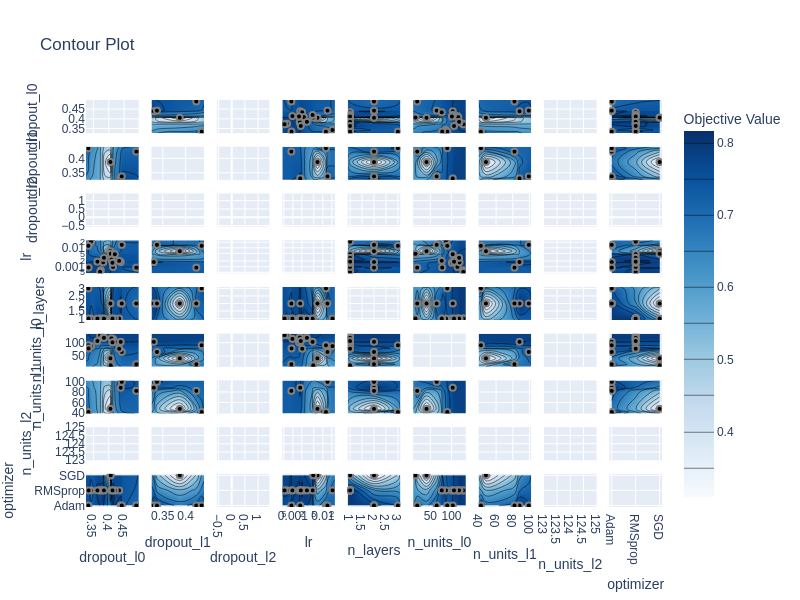 Contour Plot
Objective Value
0.8
0.7
0.6
0.5
0.4
dropout_l0
0.45
0.4
0.35
dropout_l1
0.4
0.35
dropout_l2
1
0.5
0
−0.5
lr
0.01
0.001
n_layers
3
2.5
2
1.5
1
n_units_l0
100
50
n_units_l1
100
80
60
40
n_units_l2
125
124.5
124
123.5
123
optimizer
SGD
RMSprop
Adam
0.35
0.4
0.45
0.35
0.4
−0.5
0
0.5
1
0.001
0.01
1
2
3
50
100
40
60
80
100
123
123.5
124
124.5
125
Adam
RMSprop
SGD
dropout_l0
dropout_l1
dropout_l2
lr
n_layers
n_units_l0
n_units_l1
n_units_l2
optimizer